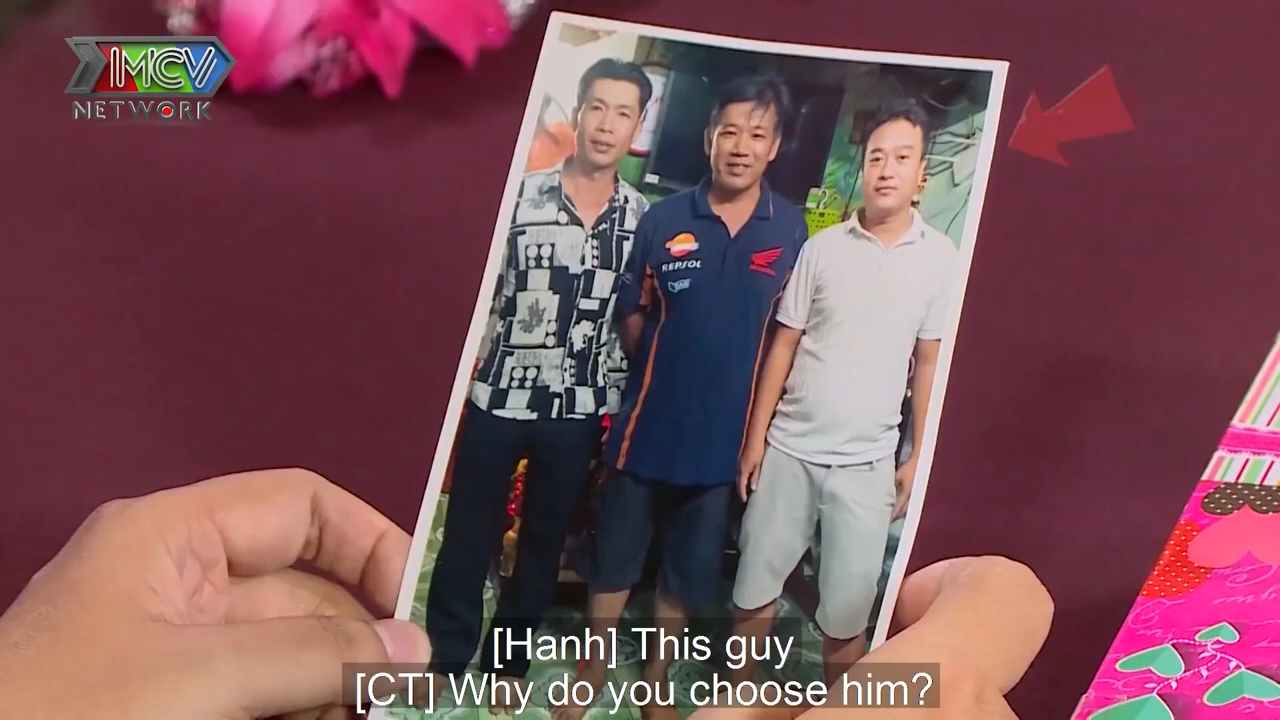 MCV
NETWORK
REPSOL
[Hanh] This guy
[CT] Why do you choose him?